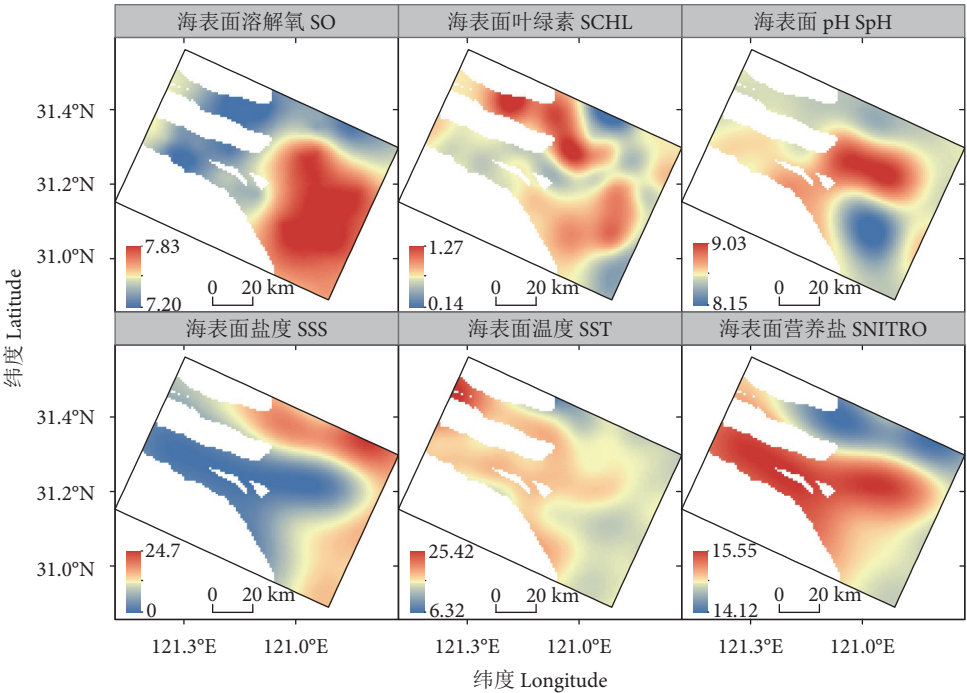 海表面溶解氧 SO
海表面叶绿素 SCHL
海表面 pH SpH
31.4°N
31.2°N
31.0°N
7.83
7.20
0 20 km
1.27
0.14
0 20 km
9.03
8.15
0 20 km
纬度 Latitude
海表面盐度 SSS
海表面温度 SST
海表面营养盐 SNITRO
31.4°N
31.2°N
31.0°N
24.7
0
0 20 km
25.42
6.32
0 20 km
15.55
14.12
0 20 km
121.3°E
121.0°E
121.3°E
121.0°E
121.3°E
121.0°E
纬度 Longitude